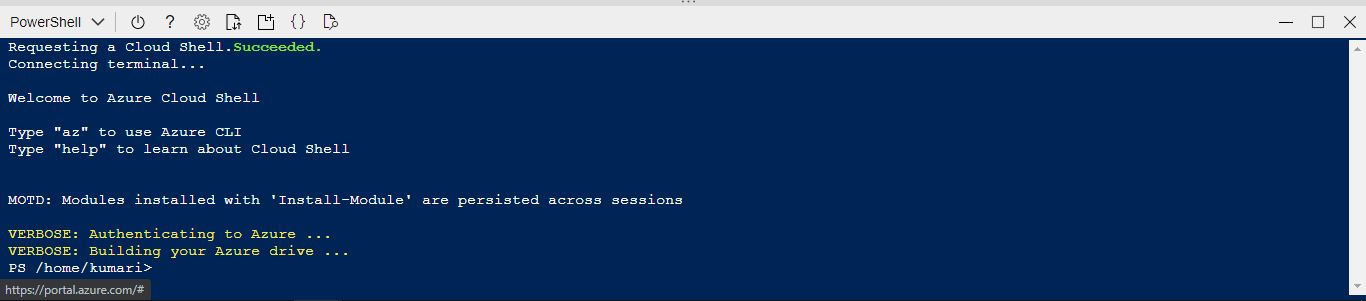 PowerShell
? {}
Requesting a Cloud Shell.Succeeded.
Connecting terminal...
Welcome to Azure Cloud Shell
Type "az" to use Azure CLI
Type "help" to learn about Cloud Shell
MOTD: Modules installed with 'Install-Module' are persisted across sessions
VERBOSE: Authenticating to Azure ...
VERBOSE: Building your Azure drive ...
PS /home/kumari>
https://portal.azure.com/#